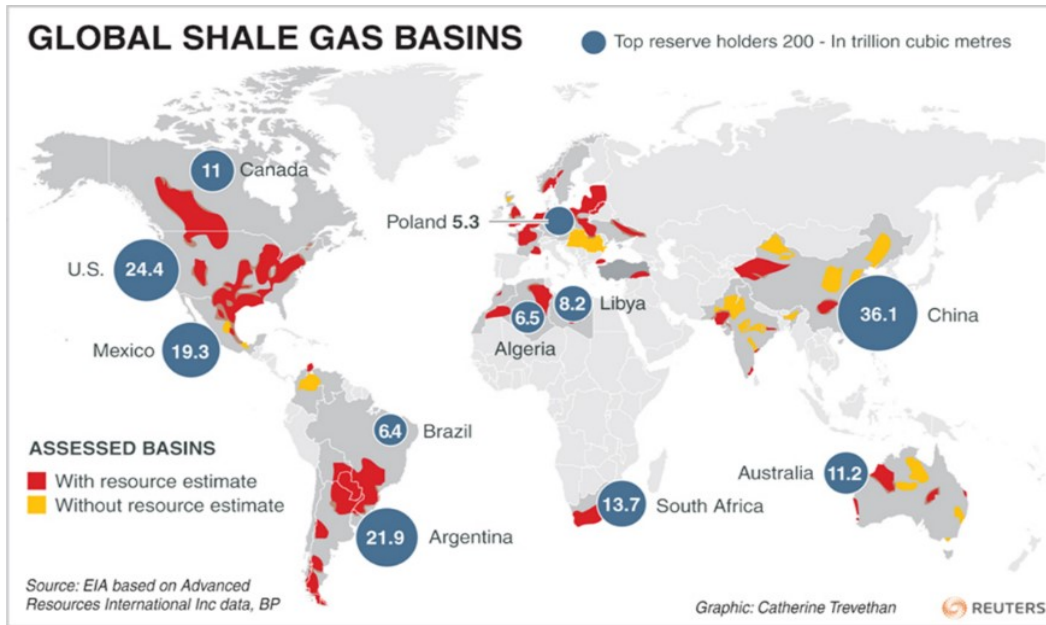 GLOBAL SHALE GAS BASINS
Top reserve holders 200 - In trillion cubic metres
11
Canada
Poland 5.3
U.S.
24.4
8.2
Libya
6.5
Algeria
36.1
China
Mexico
19.3
6.4
Brazil
ASSESSED BASINS
With resource estimate
Without resource estimate
Australia
11.2
13.7
South Africa
21.9
Argentina
Source: EIA based on Advanced
Resources International Inc data, BP
Graphic: Catherine Trevethan
REUTERS